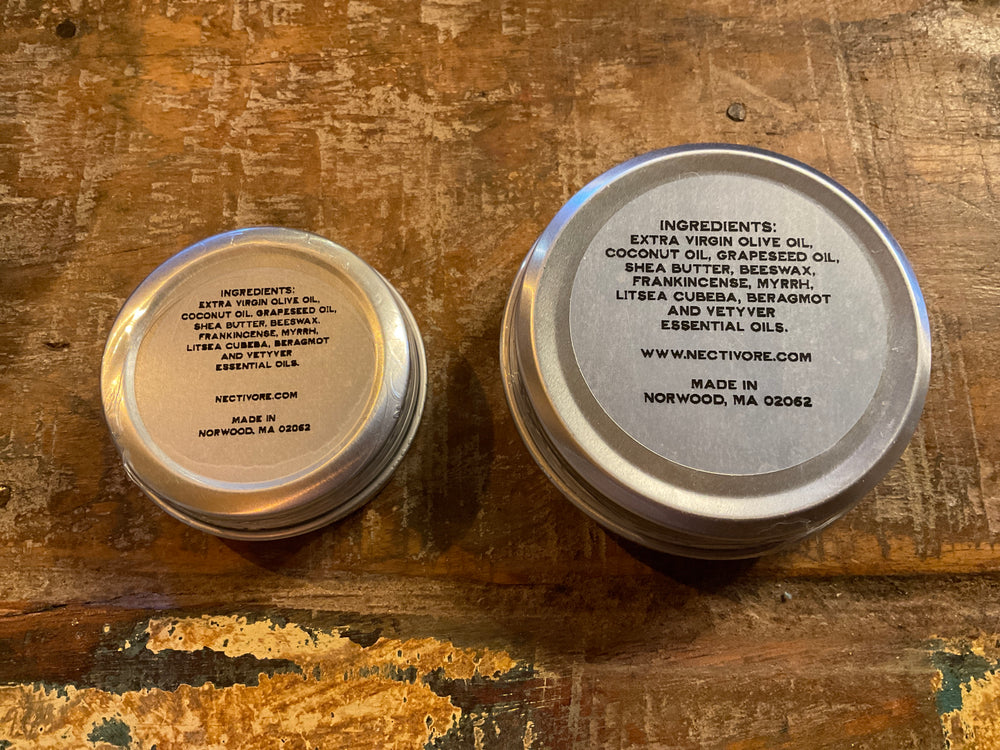 INGREDIENTS:
EXTRA VIRGIN OLIVE OIL,
COCONUT OIL, GRAPESEED OIL,
SHEA BUTTER, BEESWAX,
FRANKINCENSE, MYRRH,
LITSEA CUBEBA, BERAGMOT
AND VETYVER
ESSENTIAL OILS.
NECTIVORE.COM
MADE IN
NORWOOD, MA 02062
INGREDIENTS:
EXTRA VIRGIN OLIVE OIL,
COCONUT OIL, GRAPESEED OIL,
SHEA BUTTER, BEESWAX,
FRANKINCENSE, MYRRH,
LITSEA CUBEBA, BERAGMOT
AND VETYVER
ESSENTIAL OILS.
WWW.NECTIVORE.COM
MADE IN
NORWOOD, MA 02062